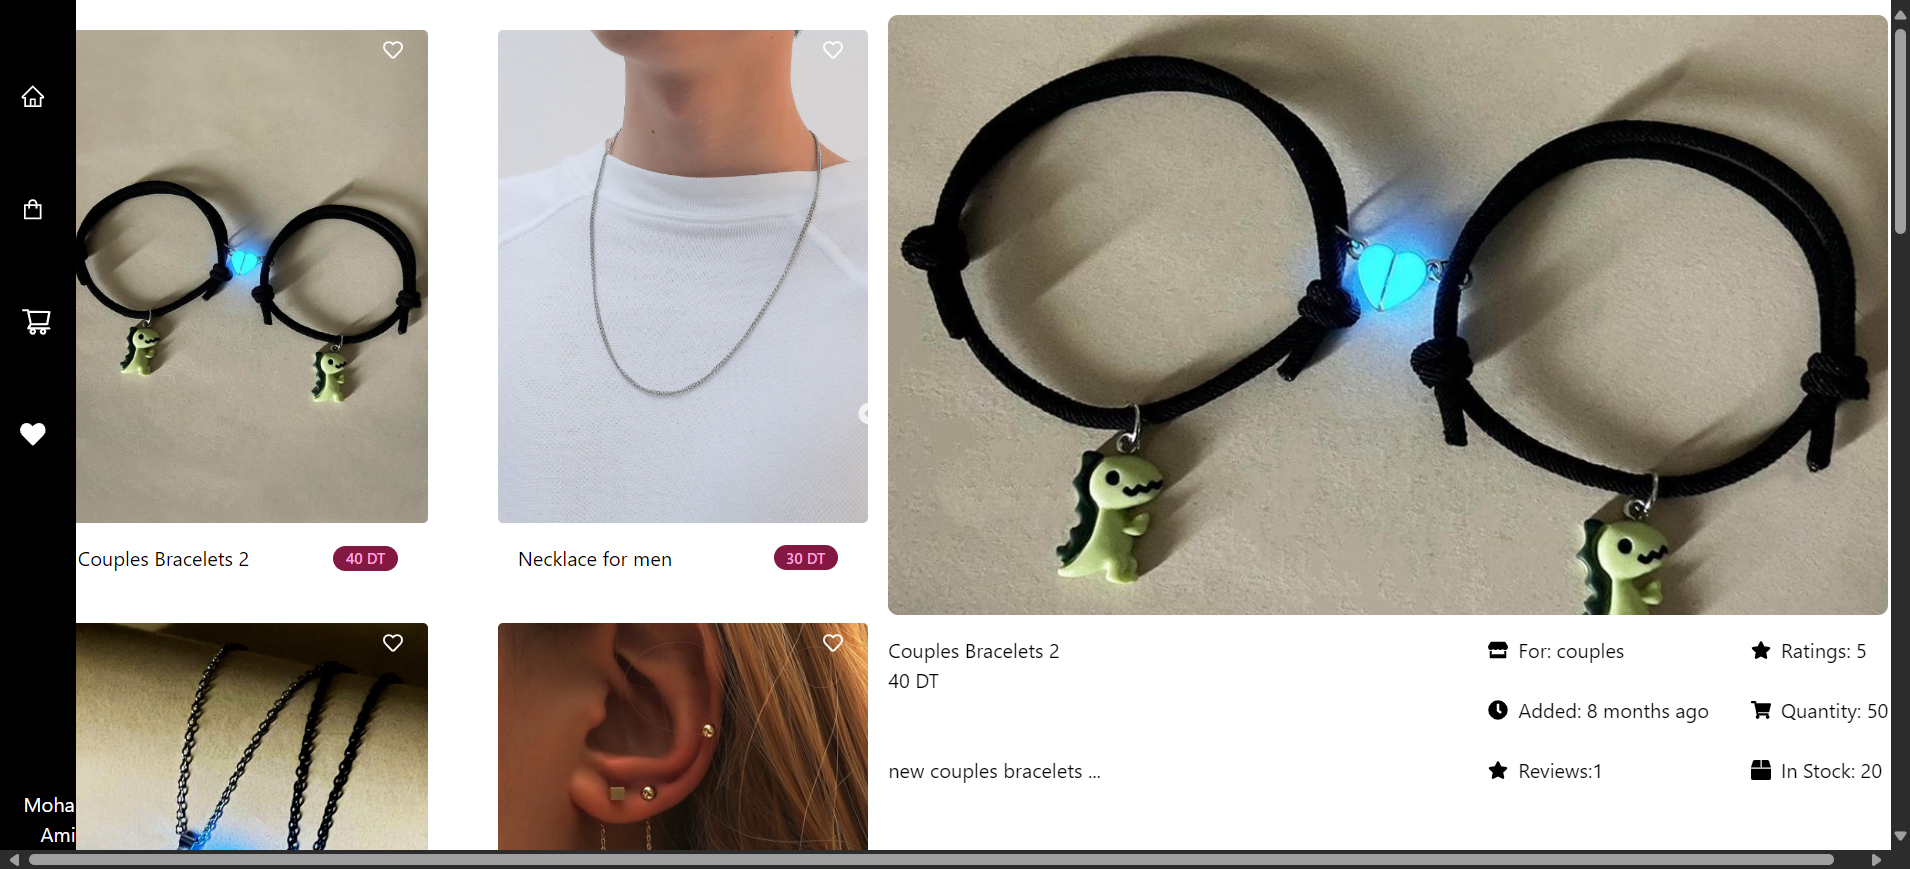 Couples Bracelets 2
40 DT
Necklace for men
30 DT
Couples Bracelets 2
40 DT
new couples bracelets ...
For: couples
Ratings: 5
Added: 8 months ago
Quantity: 50
Reviews:1
In Stock: 20
Moha
Ami